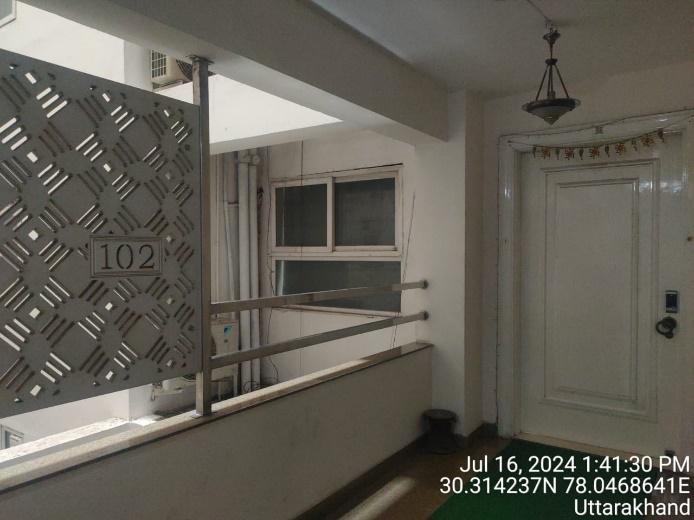 102
Jul 16, 2024 1:41:30 PM
30.314237N 78.0468641E
Uttarakhand